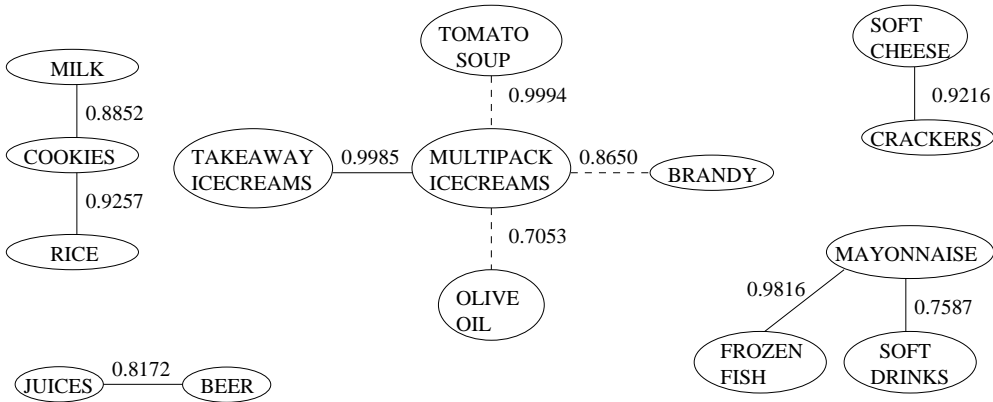 MILK
0.8852
COOKIES
0.9257
RICE
TOMATO
SOUP
0.9994
TAKEAWAY
ICECREAMS
0.9985
MULTIPACK
ICECREAMS
0.8650
BRANDY
0.7053
OLIVE
OIL
SOFT
CHEESE
0.9216
CRACKERS
MAYONNAISE
0.9816
0.7587
FROZEN
FISH
SOFT
DRINKS
JUICES
0.8172
BEER